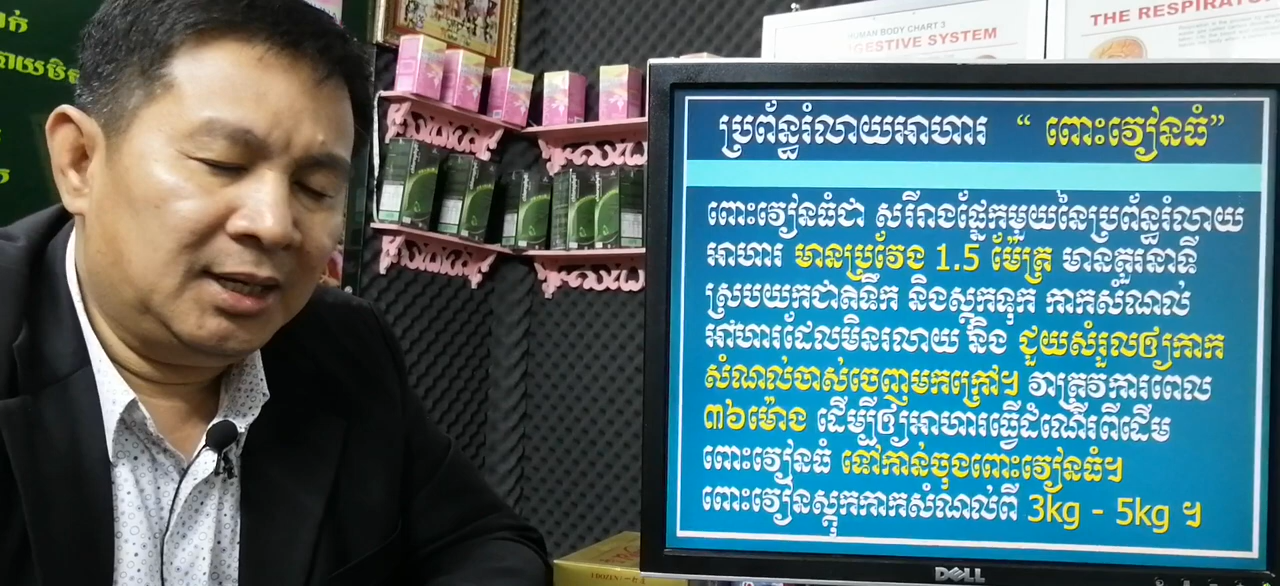 HUMAN BODY CHART 3
GESTIVE SYSTEM
THE RESPIRATOR
ប្រព័ន្ធរំលាយអាហារ “ ពោះវៀនធំ”
ពោះវៀនធំជា សរីរាងផ្នែកមួយនៃប្រព័ន្ធរំលាយ
អាហារ មានប្រវែង 1.5 ម៉ែត្រ មានតួរនាទី
ស្រូបយកជាតិទឹក និងស្តុកទុក កាកសំណល់
អាហារដែលមិនរលាយ និង ជួយសំរួលឲ្យកាក
សំណល់ចាស់ចេញមកក្រៅ។ វាត្រូវការពេល
៣៦ម៉ោង ដើម្បីឲ្យអាហារធ្វើដំណើរពីដើម
ពោះវៀនធំ ទៅកាន់ចុងពោះវៀនធំ។
ពោះវៀនស្តុកកាកសំណល់ពី 3kg - 5kg ។
DELL